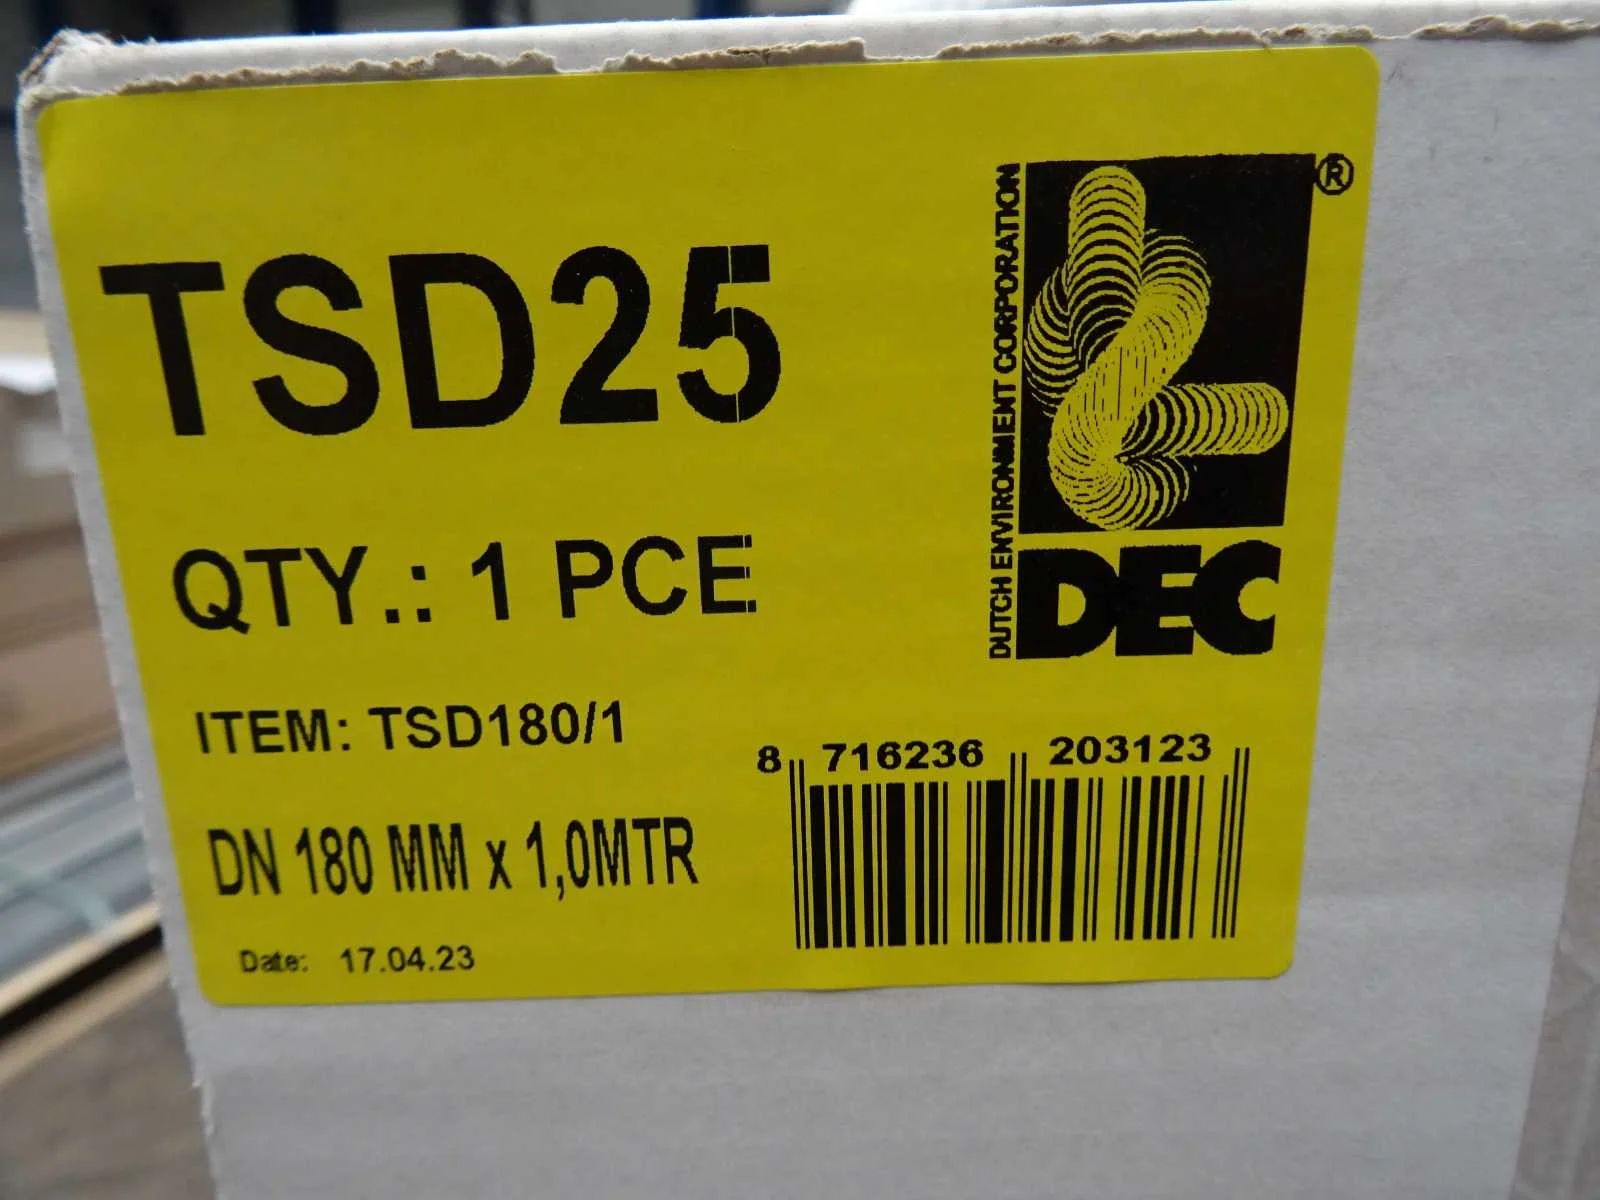 TSD25
QTY.: 1 PCE
ITEM: TSD180/1
DN 180 MM x 1,0MTR
Date: 17.04.23
DUTCH ENVIRONMENT CORPORATION
®
DEC
8 716236 203123